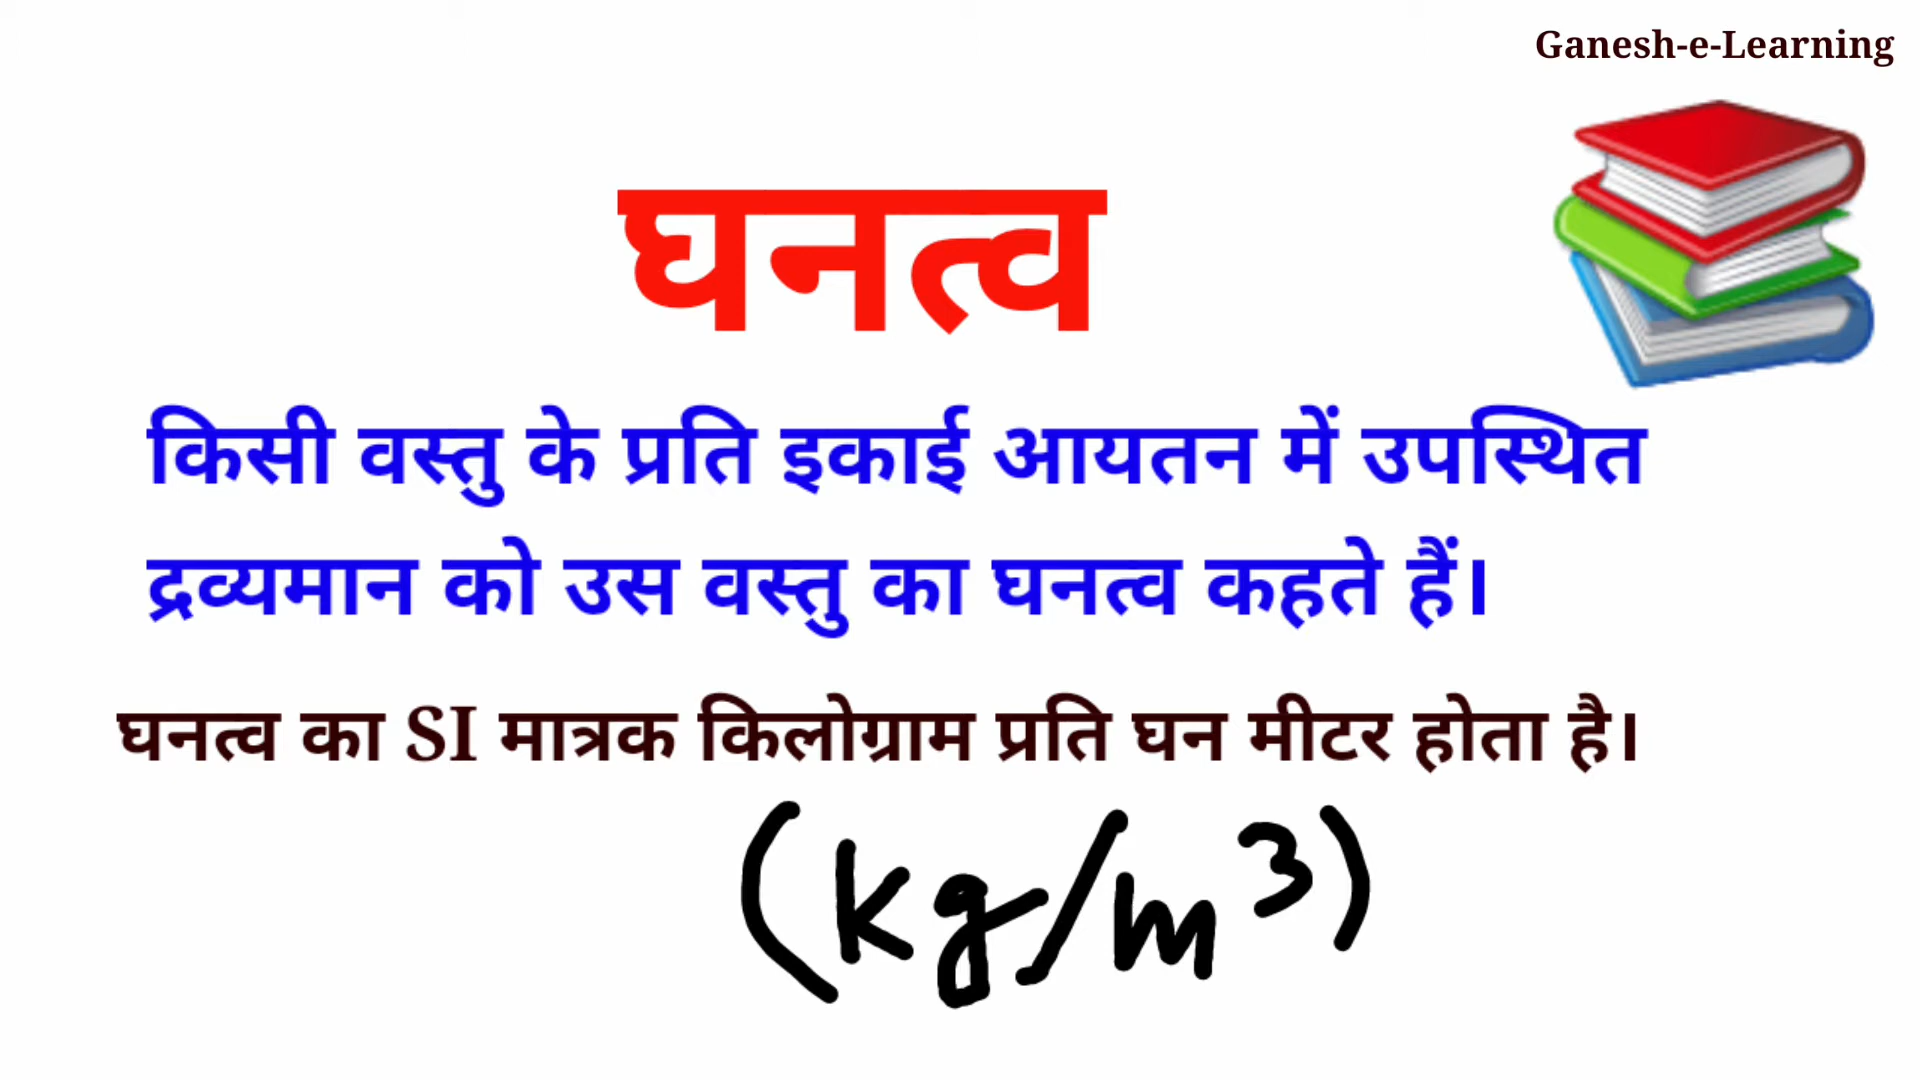 Ganesh-e-Learning
घनत्व
किसी वस्तु के प्रति इकाई आयतन में उपस्थित
द्रव्यमान को उस वस्तु का घनत्व कहते हैं।
घनत्व का SI मात्रक किलोग्राम प्रति घन मीटर होता है।
(kg/m³)